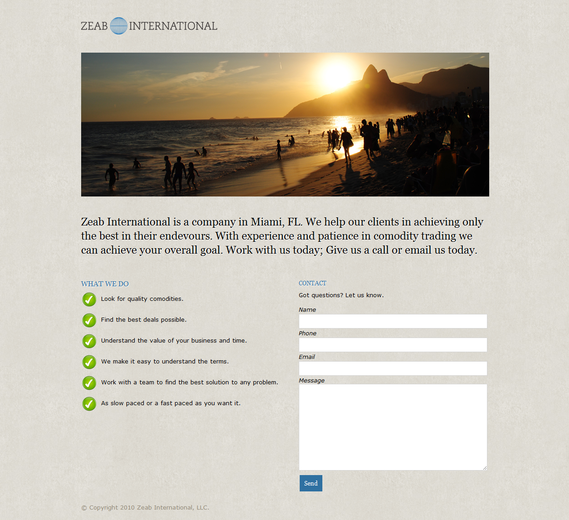 ZEAB INTERNATIONAL
Zeab International is a company in Miami, FL. We help our clients in achieving only
the best in their endevours. With experience and patience in comodity trading we
can achieve your overall goal. Work with us today; Give us a call or email us today.
WHAT WE DO
Look for quality comodities.
Find the best deals possible.
Understand the value of your business and time.
We make it easy to understand the terms.
Work with a team to find the best solution to any problem.
As slow paced or a fast paced as you want it.
CONTACT
Got questions? Let us know.
Name
Phone
Email
Message
Send
© Copyright 2010 Zeab International, LLC.